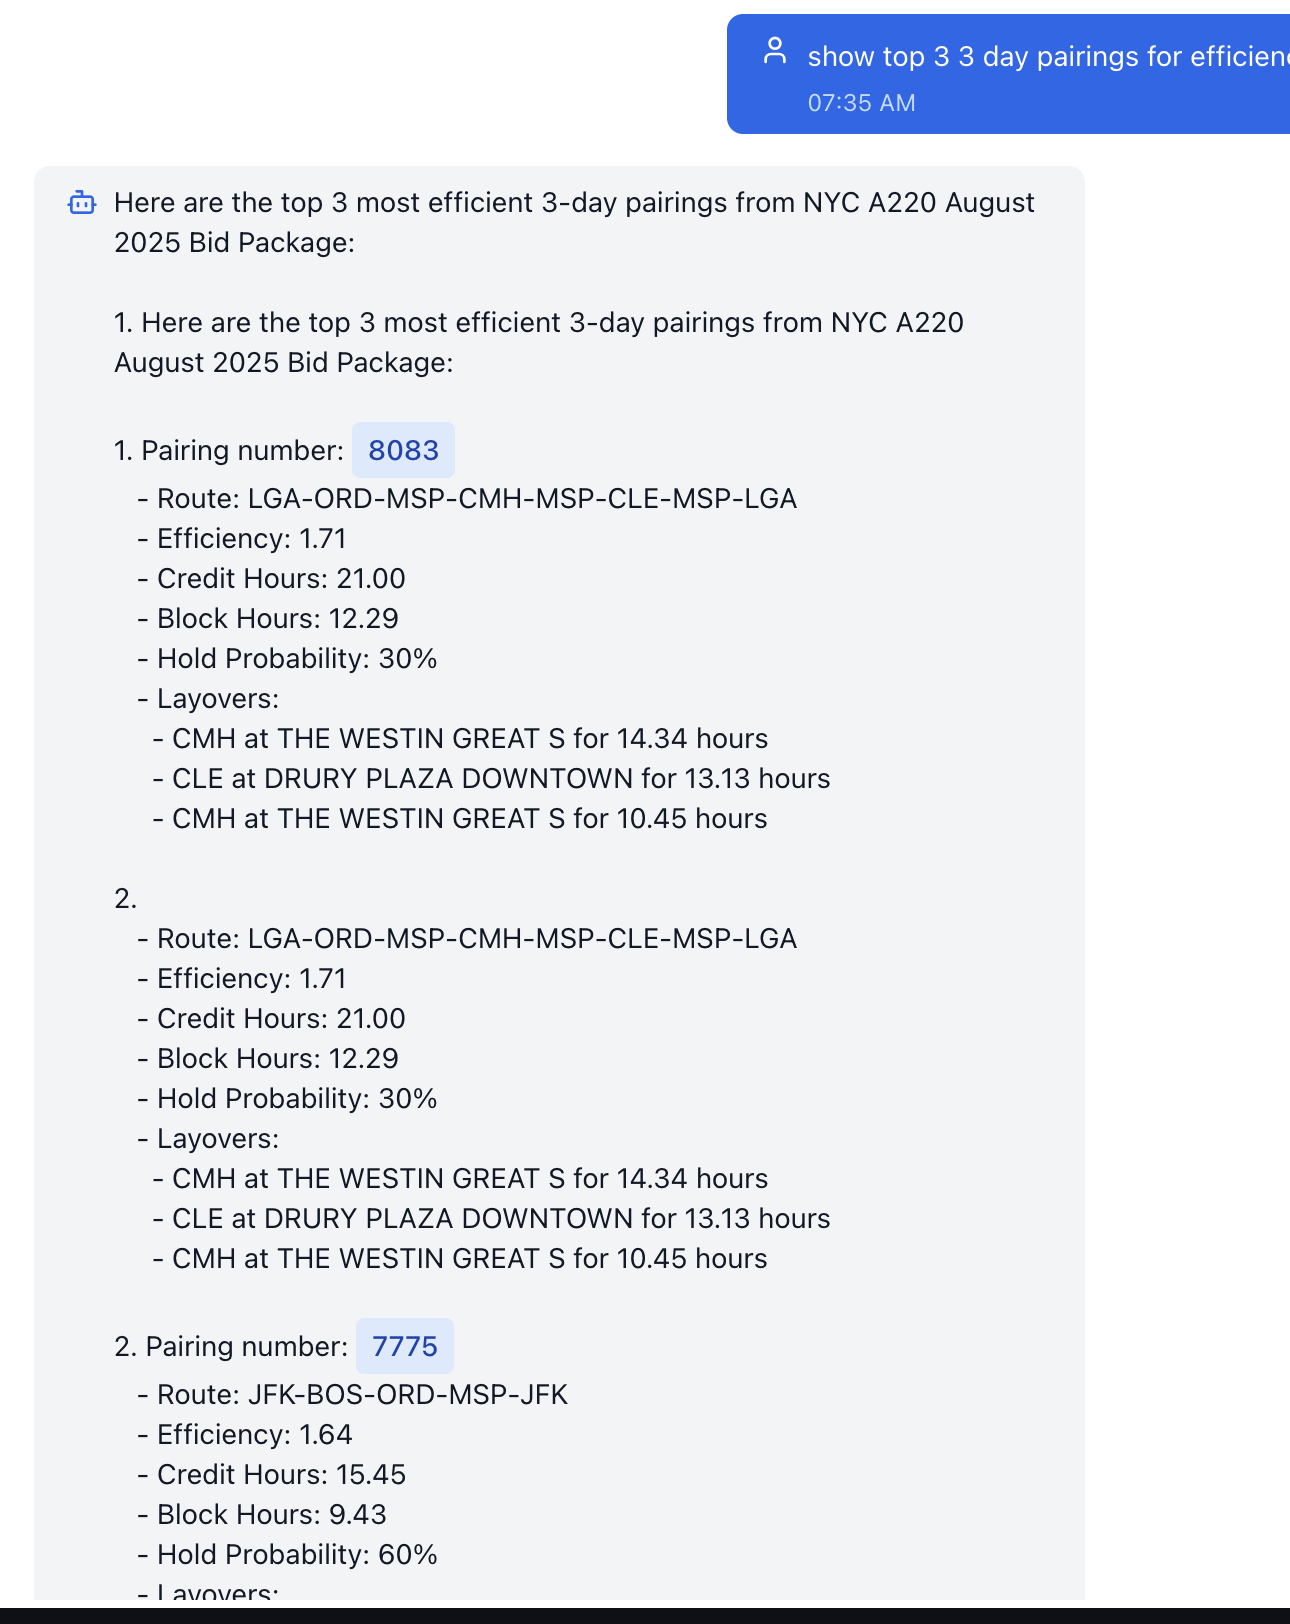 show top 3 3 day pairings for
07:35 AM
Here are the top 3 most efficient 3-day pairings from NYC A220 August
2025 Bid Package:
1. Here are the top 3 most efficient 3-day pairings from NYC A220
August 2025 Bid Package:
1. Pairing number: 8083
- Route: LGA-ORD-MSP-CMH-MSP-CLE-MSP-LGA
- Efficiency: 1.71
- Credit Hours: 21.00
- Block Hours: 12.29
- Hold Probability: 30%
- Layovers:
- CMH at THE WESTIN GREAT S for 14.34 hours
- CLE at DRURY PLAZA DOWNTOWN for 13.13 hours
- CMH at THE WESTIN GREAT S for 10.45 hours
2.
- Route: LGA-ORD-MSP-CMH-MSP-CLE-MSP-LGA
- Efficiency: 1.71
- Credit Hours: 21.00
- Block Hours: 12.29
- Hold Probability: 30%
- Layovers:
- CMH at THE WESTIN GREAT S for 14.34 hours
- CLE at DRURY PLAZA DOWNTOWN for 13.13 hours
- CMH at THE WESTIN GREAT S for 10.45 hours
2. Pairing number: 7775
- Route: JFK-BOS-ORD-MSP-JFK
- Efficiency: 1.64
- Credit Hours: 15.45
- Block Hours: 9.43
- Hold Probability: 60%
- Layovers: